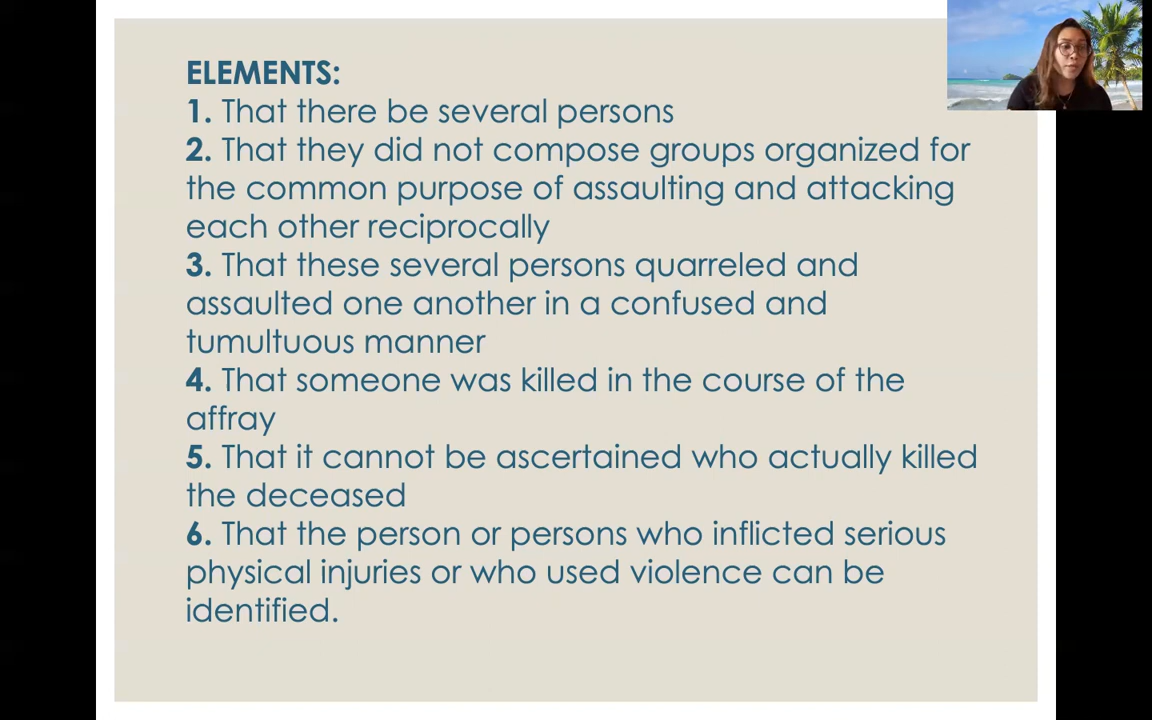 ELEMENTS:
1. That there be several persons
2. That they did not compose groups organized for
the common purpose of assaulting and attacking
each other reciprocally
3. That these several persons quarreled and
assaulted one another in a confused and
tumultuous manner
4. That someone was killed in the course of the
affray
5. That it cannot be ascertained who actually killed
the deceased
6. That the person or persons who inflicted serious
physical injuries or who used violence can be
identified.